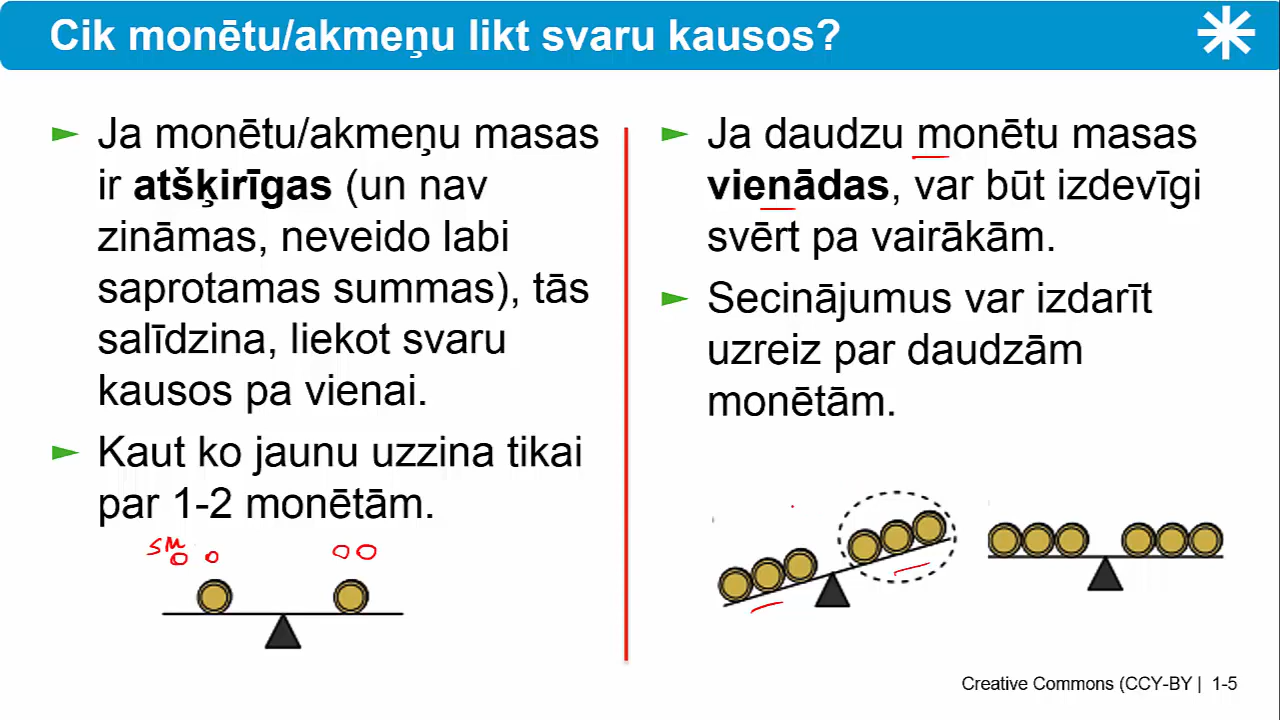 Cik monētu/akmeņu likt svaru kausos?
► Ja monētu/akmeņu masas
ir atšķirīgas (un nav
zināmas, neveido labi
saprotamas summas), tās
salīdzina, liekot svaru
kausos pa vienai.
► Kaut ko jaunu uzzina tikai
par 1-2 monētām.
SM
► Ja daudzu monētu masas
vienādas, var būt izdevīgi
svērt pa vairākām.
► Secinājumus var izdarīt
uzreiz par daudzām
monētām.
Creative Commons (CCY-BY | 1-5